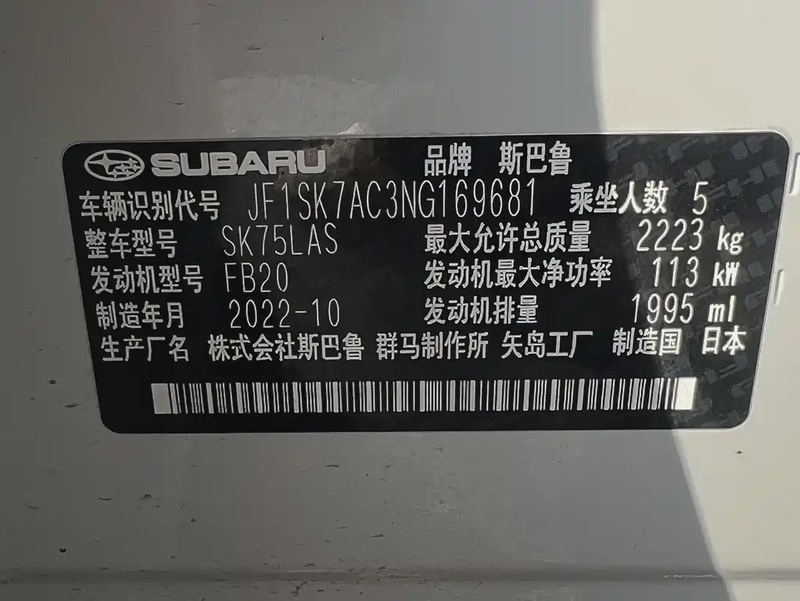 SUBARU 品牌 斯巴鲁
车辆识别代号 JF1SK7AC3NG169681 乘坐人数 5
整车型号 SK75LAS 最大允许总质量 2223 kg
发动机型号 FB20 发动机最大净功率 113 kW
制造年月 2022-10 发动机排量 1995 ml
生产厂名 株式会社斯巴鲁 群马制作所 矢岛工厂 制造国 日本